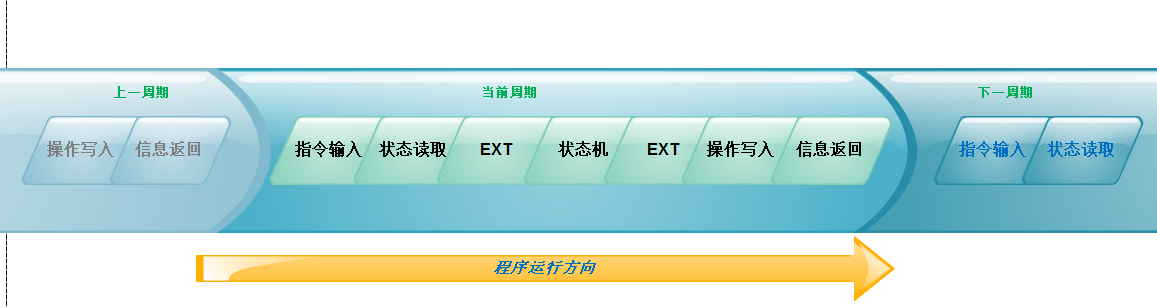 上一周期
当前周期
下一周期
操作写入
信息返回
指令输入
状态读取
EXT
状态机
EXT
操作写入
信息返回
指令输入
状态读取
程序运行方向